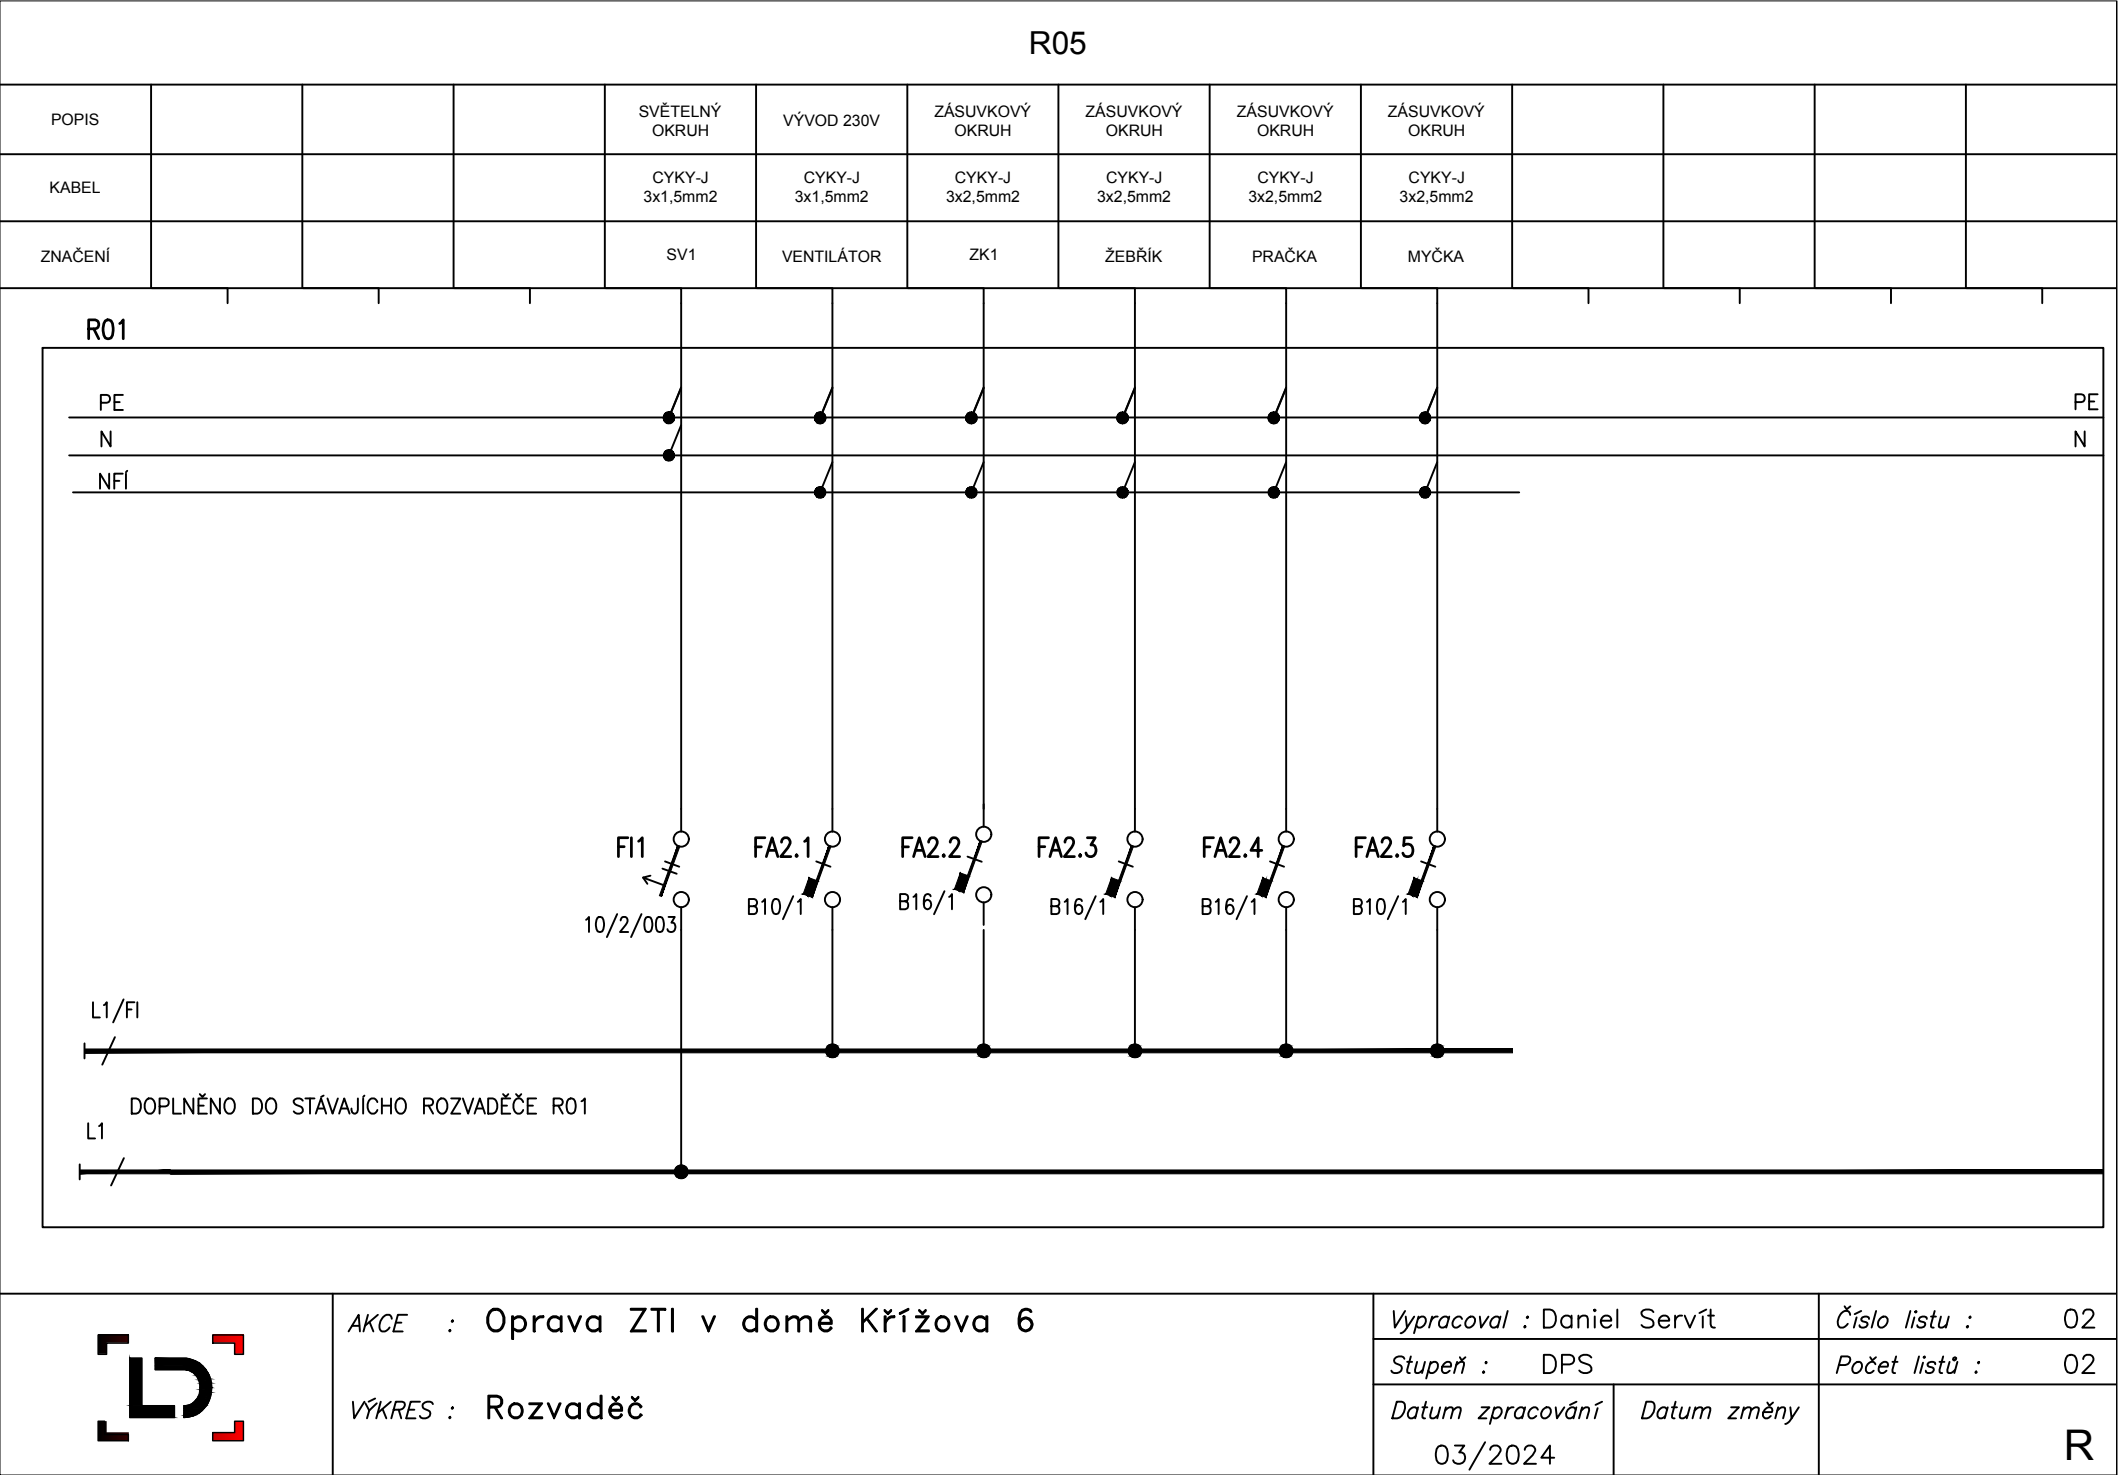 R05
POPIS
SVĚTELNÝ
OKRUH
VÝVOD 230V
ZÁSUVKOVÝ
OKRUH
ZÁSUVKOVÝ
OKRUH
ZÁSUVKOVÝ
OKRUH
ZÁSUVKOVÝ
OKRUH
KABEL
CYKY-J
3x1,5mm2
CYKY-J
3x1,5mm2
CYKY-J
3x2,5mm2
CYKY-J
3x2,5mm2
CYKY-J
3x2,5mm2
CYKY-J
3x2,5mm2
ZNAČENÍ
SV1
VENTILÁTOR
ZK1
ŽEBŘÍK
PRAČKA
MYČKA
R01
PE
PE
N
N
NFÍ
FI1
10/2/003
FA2.1
B10/1
FA2.2
B16/1
FA2.3
B16/1
FA2.4
B16/1
FA2.5
B10/1
L1/FI
DOPLNĚNO DO STÁVAJÍCHO ROZVADĚČE R01
L1
LD
AKCE : Oprava ZTI v domě Křížova 6
VÝKRES : Rozvaděč
Vypracoval : Daniel Servít
Číslo listu : 02
Stupeň : DPS
Počet listů : 02
Datum zpracování
03/2024
Datum změny
R